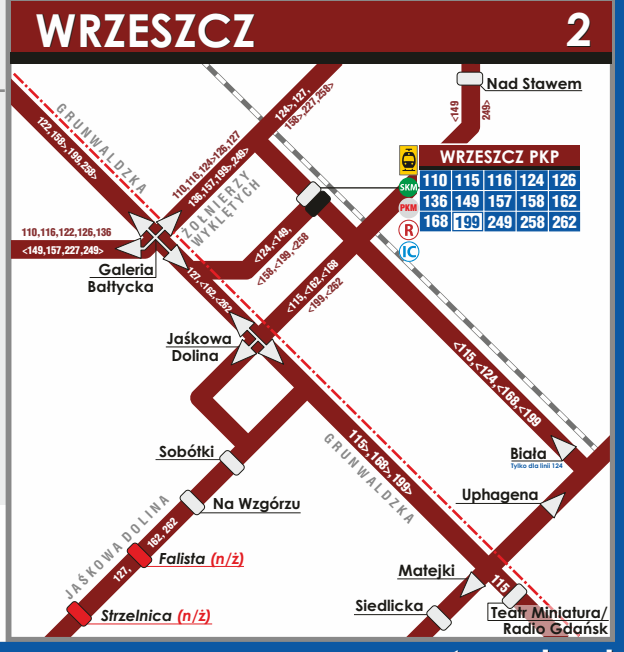 WRZESZCZ 2
Nad Stawem
<149
249>
124>,127,
158>,227,258>
GRUNWALDZKA
122,158>,199,258>
110,116,124>126,127
136,157,199>,249>
ŻOŁNIERZY
WYKLĘTYCH
WRZESZCZ PKP
SKM
PKM
R
IC
110 115 116 124 126
136 149 157 158 162
168 199 249 258 262
110,116,122,126,136
<149,157,227,249>
Galeria
Bałtycka
<124,<149,
<158,<199,<258
127,<162,<262
<115,<162,<168
<199,<262
Jaśkowa
Dolina
<115,<124,<168,<199
Sobótki
GRUNWALDZKA
115>,168>,199>
Biała
Tylko dla linii 124
Na Wzgórzu
Uphagena
JAŚKOWA DOLINA
127, 162, 262
Falista (n/ż)
Matejki
115
Strzelnica (n/ż)
Siedlicka
Teatr Miniatura/
Radio Gdańsk